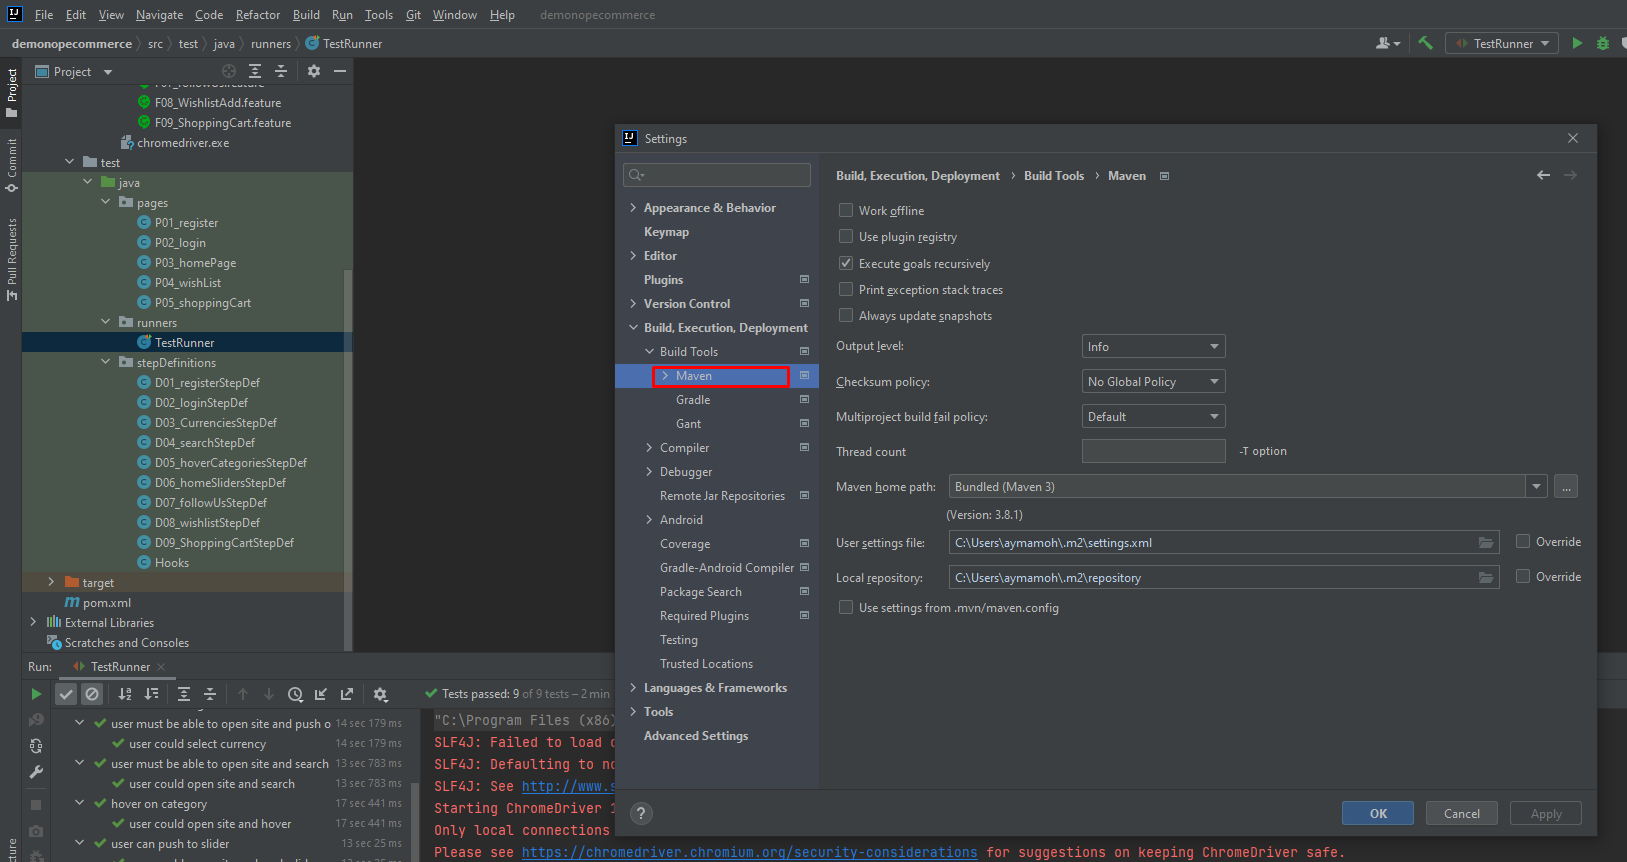 File Edit View Navigate Code Refactor Build Run Tools Git Window Help demonopecommerce
demonopecommerce src test java runners TestRunner
TestRunner
Project
Project
Commit
Pull Requests
F08_WishlistAdd.feature
F09_ShoppingCart.feature
chromedriver.exe
test
java
pages
P01_register
P02_login
P03_homePage
P04_wishList
P05_shoppingCart
runners
TestRunner
stepDefinitions
D01_registerStepDef
D02_loginStepDef
D03_CurrenciesStepDef
D04_searchStepDef
D05_hoverCategoriesStepDef
D06_homeSlidersStepDef
D07_followUsStepDef
D08_wishlistStepDef
D09_ShoppingCartStepDef
Hooks
target
pom.xml
External Libraries
Scratches and Consoles
Settings
Appearance & Behavior
Keymap
Editor
Plugins
Version Control
Build, Execution, Deployment
Build Tools
Maven
Gradle
Gant
Compiler
Debugger
Remote Jar Repositories
Android
Coverage
Gradle-Android Compiler
Package Search
Required Plugins
Testing
Trusted Locations
Languages & Frameworks
Tools
Advanced Settings
Build, Execution, Deployment › Build Tools › Maven
Work offline
Use plugin registry
Execute goals recursively
Print exception stack traces
Always update snapshots
Output level: Info
Checksum policy: No Global Policy
Multiproject build fail policy: Default
Thread count -T option
Maven home path: Bundled (Maven 3) ...
(Version: 3.8.1)
User settings file: C:\Users\aymamoh\.m2\settings.xml Override
Local repository: C:\Users\aymamoh\.m2\repository Override
Use settings from .mvn/maven.config
? OK Cancel Apply
Run: TestRunner
Tests passed: 9 of 9 tests – 2 min
user must be able to open site and push o 14 sec 179 ms
user could select currency 14 sec 179 ms
user must be able to open site and search 13 sec 783 ms
user could open site and search 13 sec 783 ms
hover on category 17 sec 441 ms
user could open site and hover 17 sec 441 ms
user can push to slider 13 sec 25 ms
"C:\Program Files (x86)
SLF4J: Failed to load
SLF4J: Defaulting to no
SLF4J: See http://www.s
Starting ChromeDriver 1
Only local connections
Please see https://chromedriver.chromium.org/security-considerations for suggestions on keeping ChromeDriver safe.